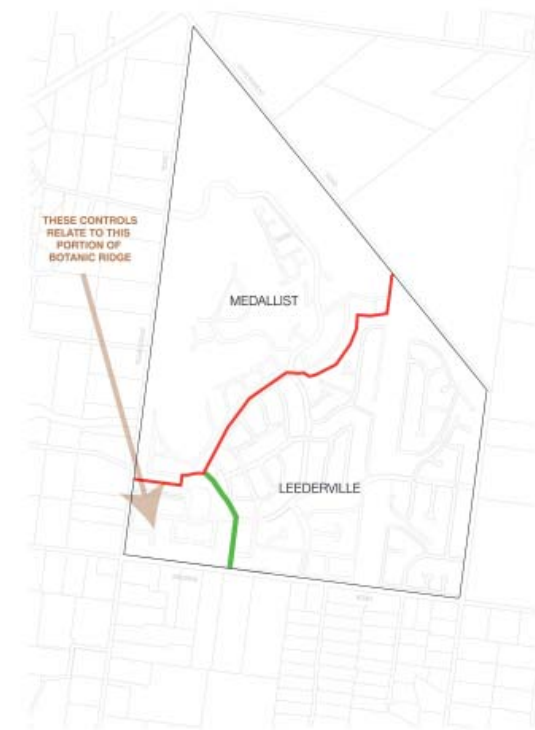 THESE CONTROLS
RELATE TO THIS
PORTION OF
BOTANIC RIDGE
MEDALLIST
LEEDERVILLE